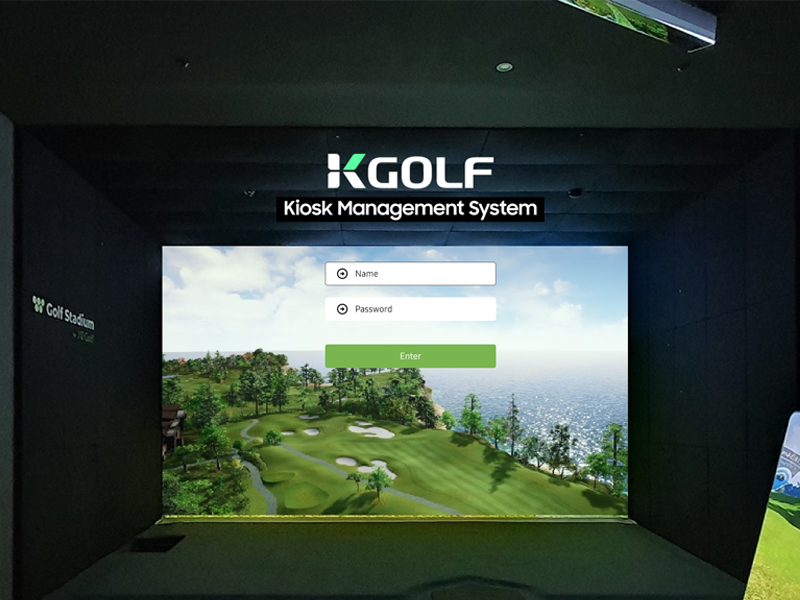 KGOLF
Kiosk Management System
Name
Password
Enter
Golf Stadium